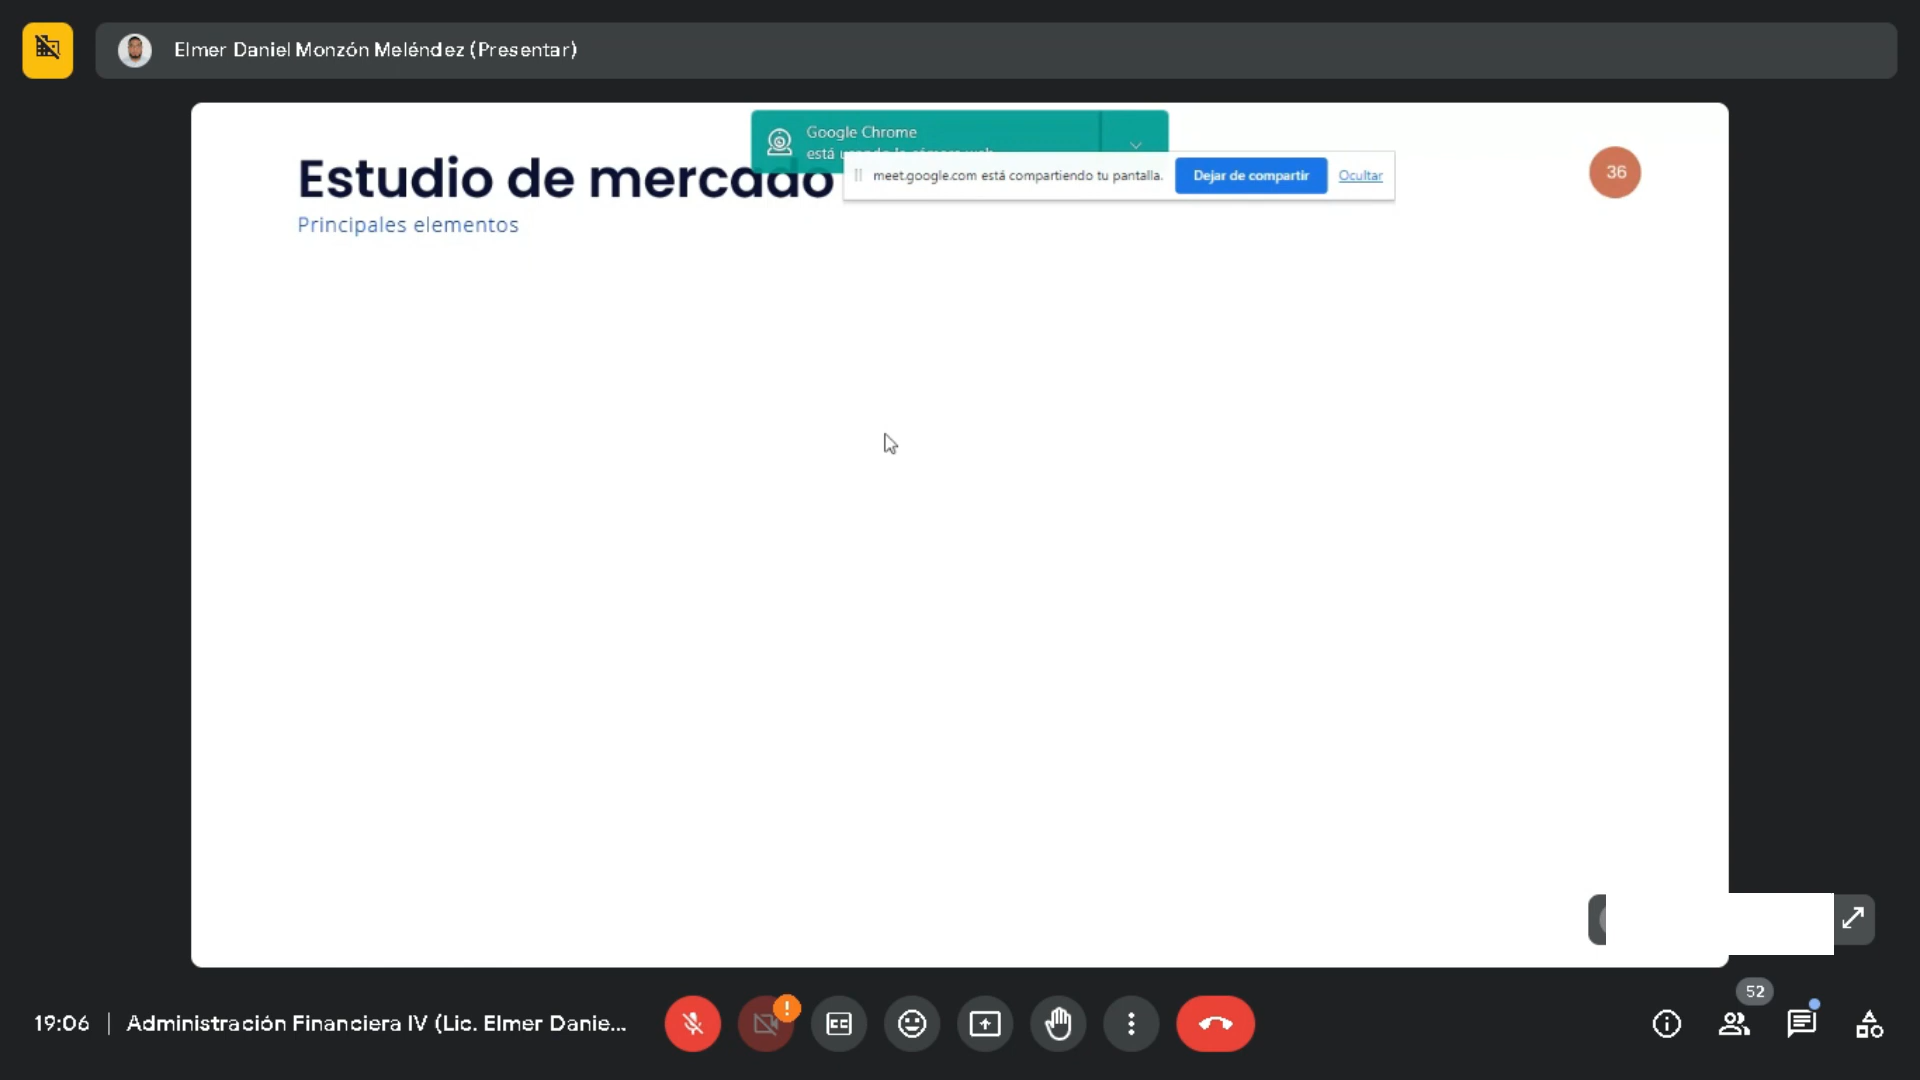 Elmer Daniel Monzón Meléndez (Presentar)
Google Chrome
está
Estudio de mercado
meet.google.com está compartiendo tu pantalla.
Dejar de compartir
Ocultar
36
Principales elementos
52
19:06 | Administración Financiera IV (Lic. Elmer Danie...